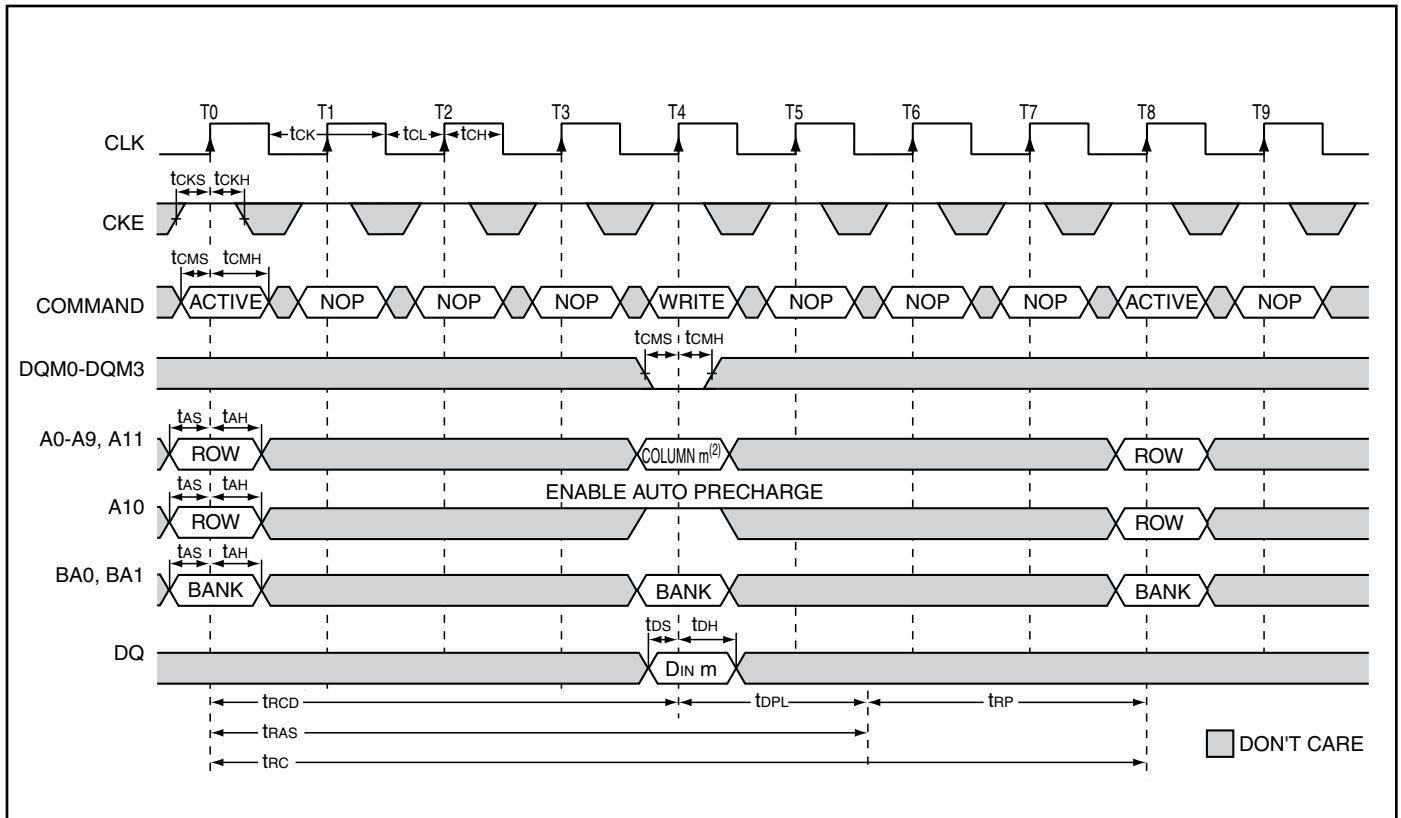 T0 T1 T2 T3 T4 T5 T6 T7 T8 T9
CLK tCK tCL tCH
tCKS tCKH
CKE
tCMS tCMH
COMMAND ACTIVE NOP NOP NOP WRITE NOP NOP NOP ACTIVE NOP
tCMS tCMH
DQM0-DQM3
tAS tAH
A0-A9, A11 ROW COLUMN m(2) ROW
tAS tAH ENABLE AUTO PRECHARGE
A10 ROW ROW
tAS tAH
BA0, BA1 BANK BANK BANK
tDS tDH
DQ DIN m
tRCD tDPL tRP
tRAS
DON'T CARE
tRC